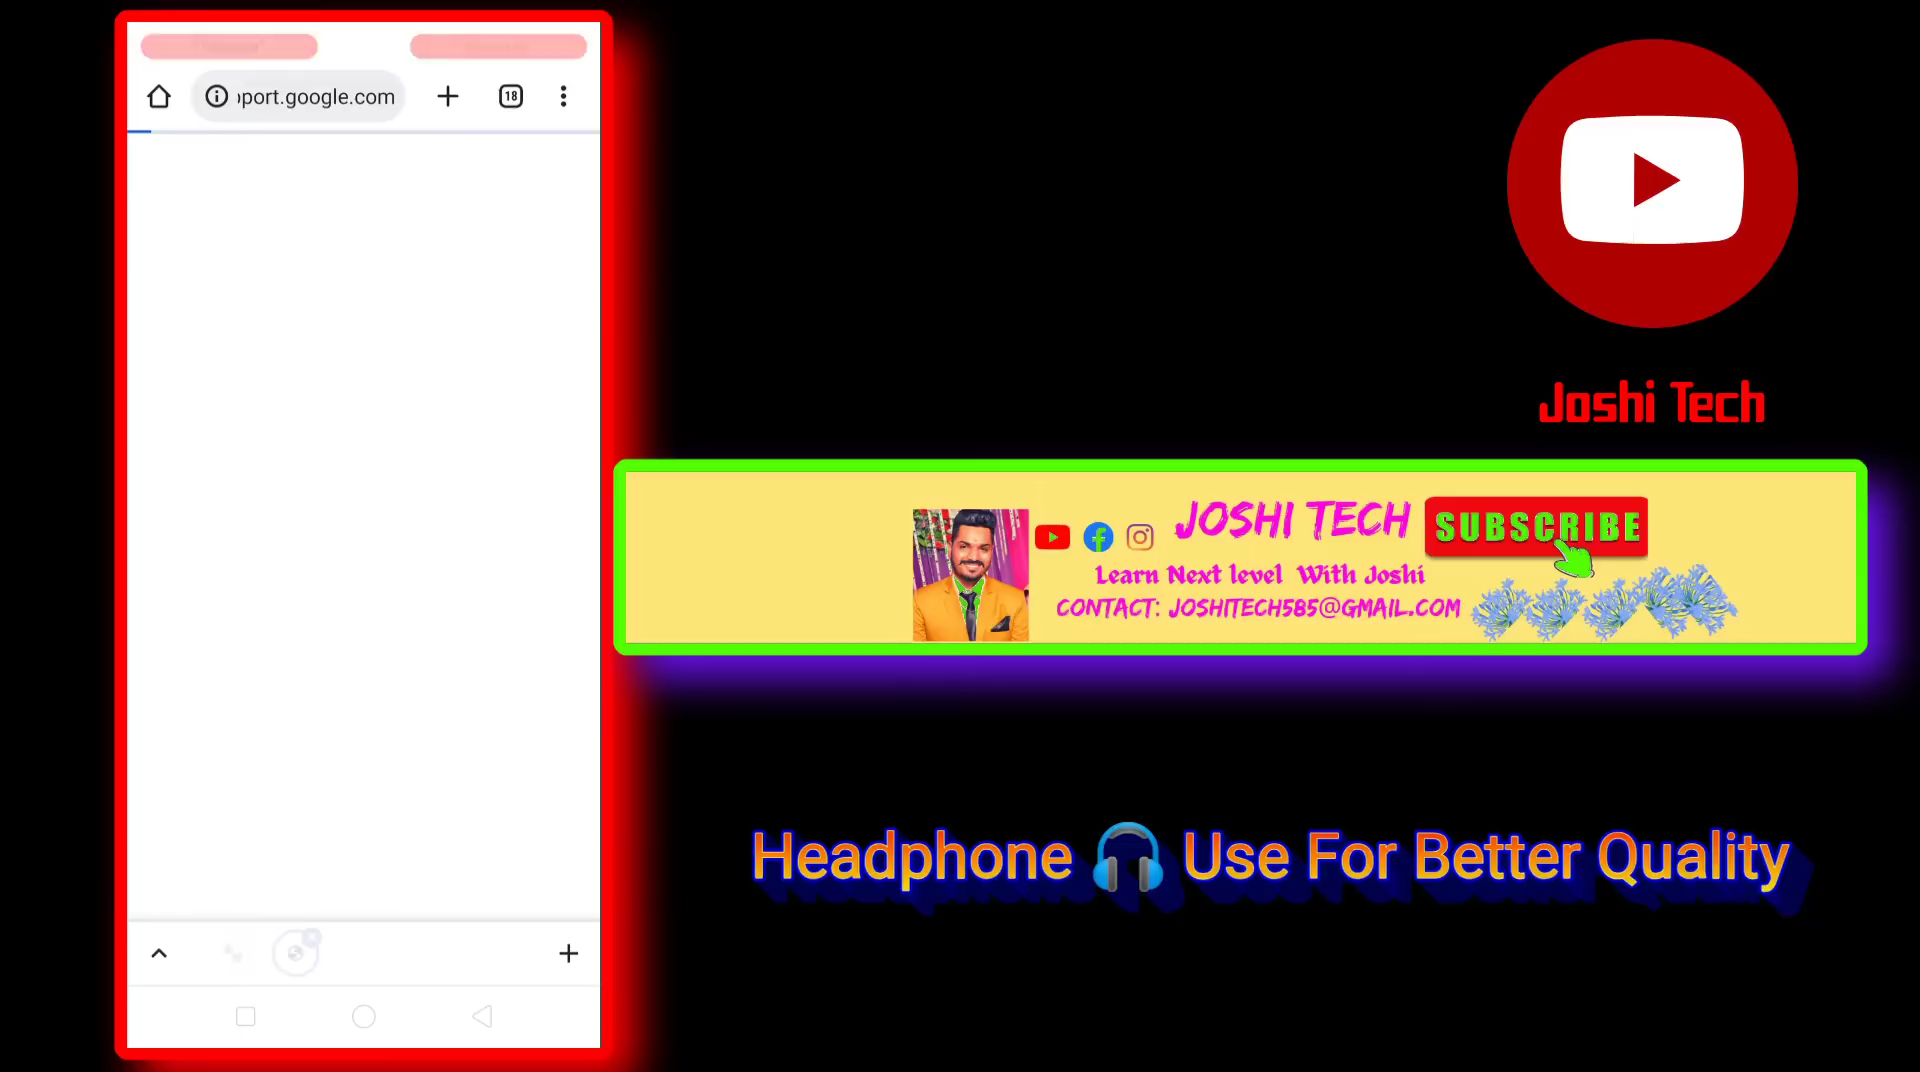 port.google.com
18
Joshi Tech
JOSHI TECH
SUBSCRIBE
Learn Next level With Joshi
CONTACT: JOSHITECH585@GMAIL.COM
Headphone 🎧 Use For Better Quality